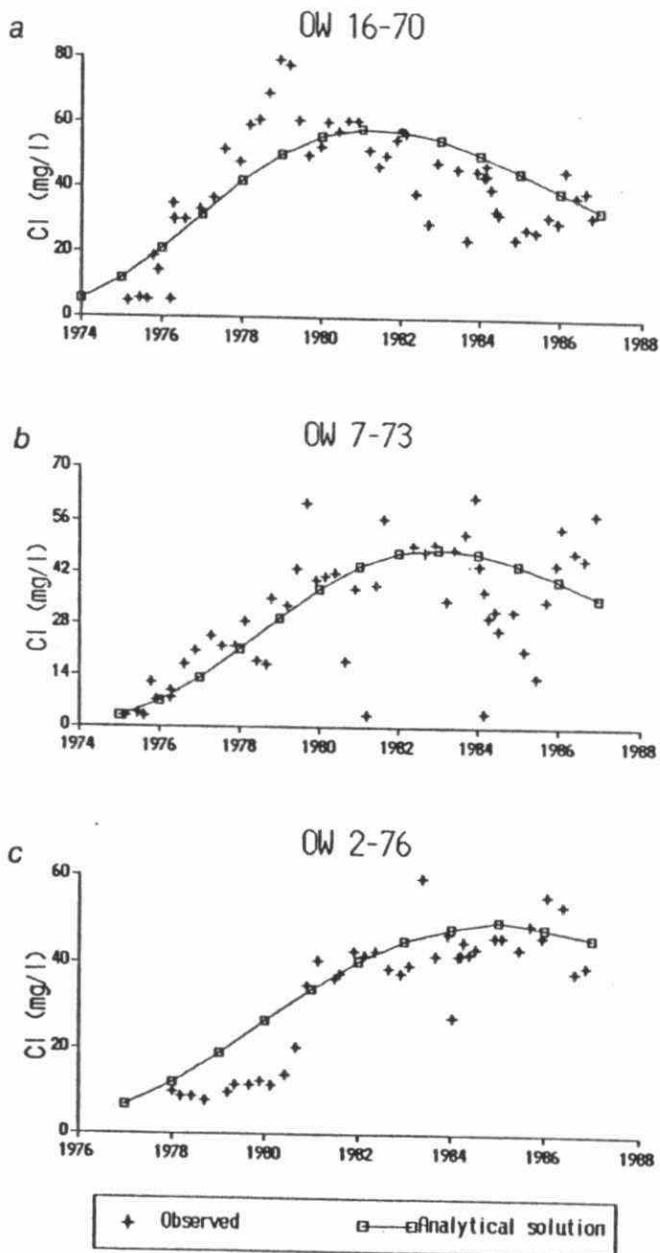 a
OW 16-70
80
60
40
20
0
Cl (mg/l)
1974 1976 1978 1980 1982 1984 1986 1988
b
OW 7-73
70
56
42
28
14
0
Cl (mg/l)
1974 1976 1978 1980 1982 1984 1986 1988
c
OW 2-76
60
40
20
0
Cl (mg/l)
1976 1978 1980 1982 1984 1986 1988
Observed Analytical solution